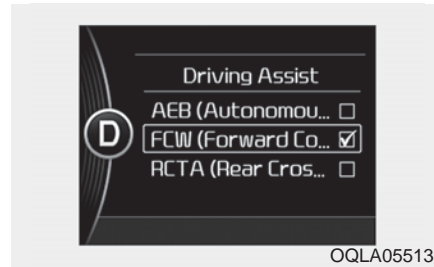 Driving Assist
AEB (Autonomou...
D
FCW (Forward Co...
RCTA (Rear Cros...
OQLA05513